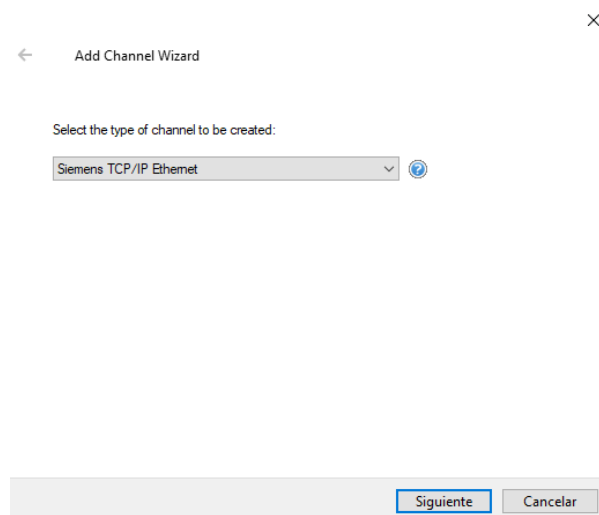 Add Channel Wizard
Select the type of channel to be created:
Siemens TCP/IP Ethernet
Siguiente Cancelar